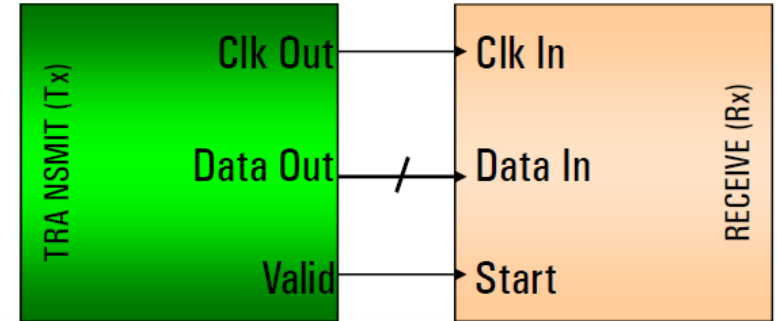 TRA NSMIT (Tx)
Clk Out
Data Out
Valid
Clk In
Data In
Start
RECEIVE (Rx)